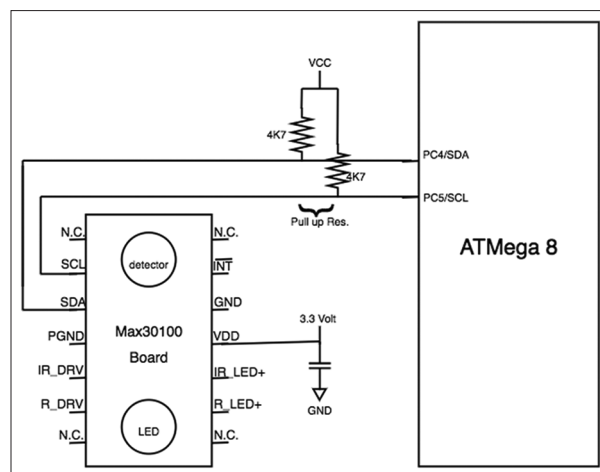 VCC
4K7
4K7
PC4/SDA
PC5/SCL
Pull up Res.
ATMega 8
N.C.
N.C.
detector
SCL
INT
SDA
GND
Max30100
Board
3.3 Volt
PGND
VDD
IR_DRV
IR_LED+
GND
R_DRV
R_LED+
LED
N.C.
N.C.